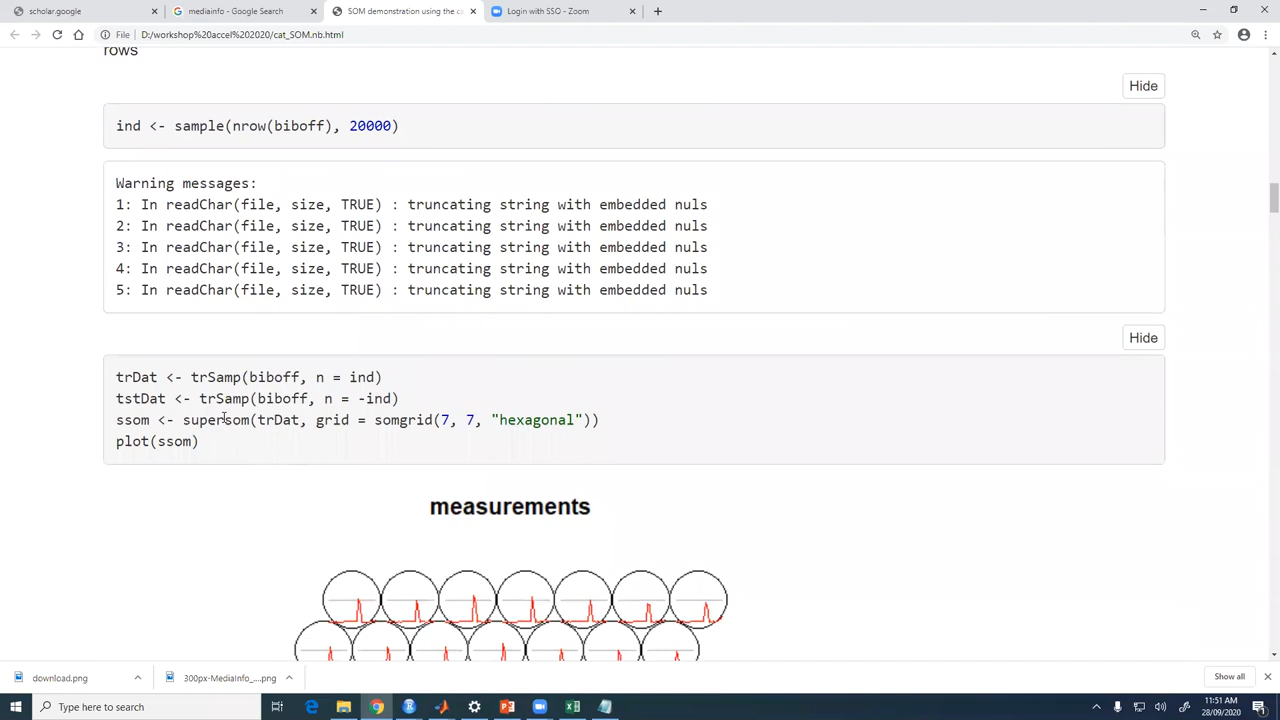 scholar.google
mediainfo - Google Search
SOM demonstration using the ca
Login with SSO - Zoom
File D:/workshop%20accel%202020/cat_SOM.nb.html
rows
Hide
ind <- sample(nrow(biboff), 20000)
Warning messages:
1: In readChar(file, size, TRUE) : truncating string with embedded nuls
2: In readChar(file, size, TRUE) : truncating string with embedded nuls
3: In readChar(file, size, TRUE) : truncating string with embedded nuls
4: In readChar(file, size, TRUE) : truncating string with embedded nuls
5: In readChar(file, size, TRUE) : truncating string with embedded nuls
Hide
trDat <- trSamp(biboff, n = ind)
tstDat <- trSamp(biboff, n = -ind)
ssom <- supersom(trDat, grid = somgrid(7, 7, "hexagonal"))
plot(ssom)
measurements
download.png
300px-MediaInfo_....png
Show all
Type here to search
11:51 AM
28/09/2020